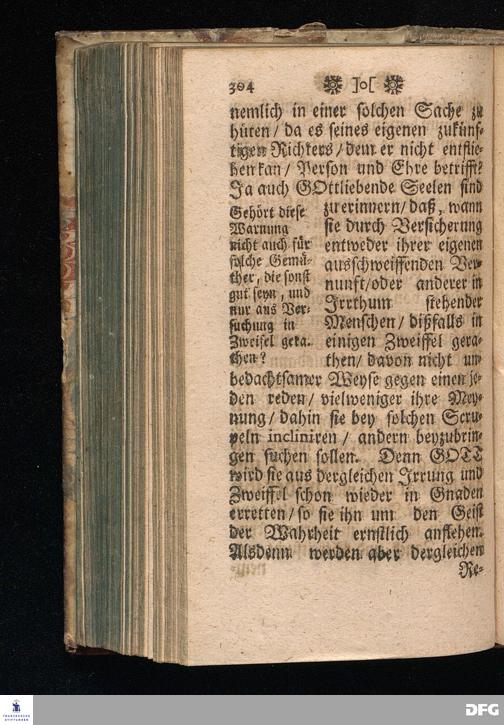 304 ]o[
nemlich in einer solchen Sache zu
hüten / da es seines eigenen zukünf-
tigen Richters / dem er nicht entflie-
hen kan / Person und Ehre betrifft?
Ja auch GOttliebende Seelen sind
zu erinnern / daß, wann
sie durch Versicherung
entweder ihrer eigenen
ausschweiffenden Ver-
nunft / oder anderer in
Irrthum stehender
Menschen / dißfalls in
einigen Zweiffel gera-
then / davon nicht un-
Gehört diese
Warnung
nicht auch für
solche Gemü-
ther, die sonst
gut seyn, und
nur aus Ver-
suchung in
Zweifel gera-
then?
bedachtsamer Weyse gegen einen je-
den reden / vielweniger ihre Mey-
nung / dahin sie bey solchen Scru-
peln incliniren / andern beyzubrin-
gen suchen sollen. Denn GOTT
wird sie aus dergleichen Irrung und
Zweiffel schon wieder in Gnaden
erretten / so sie ihn um den Geist
der Wahrheit ernstlich anflehen.
Alsdenn werden aber dergleichen
Re-
FRANCKESCHE
STIFTUNGEN
DFG